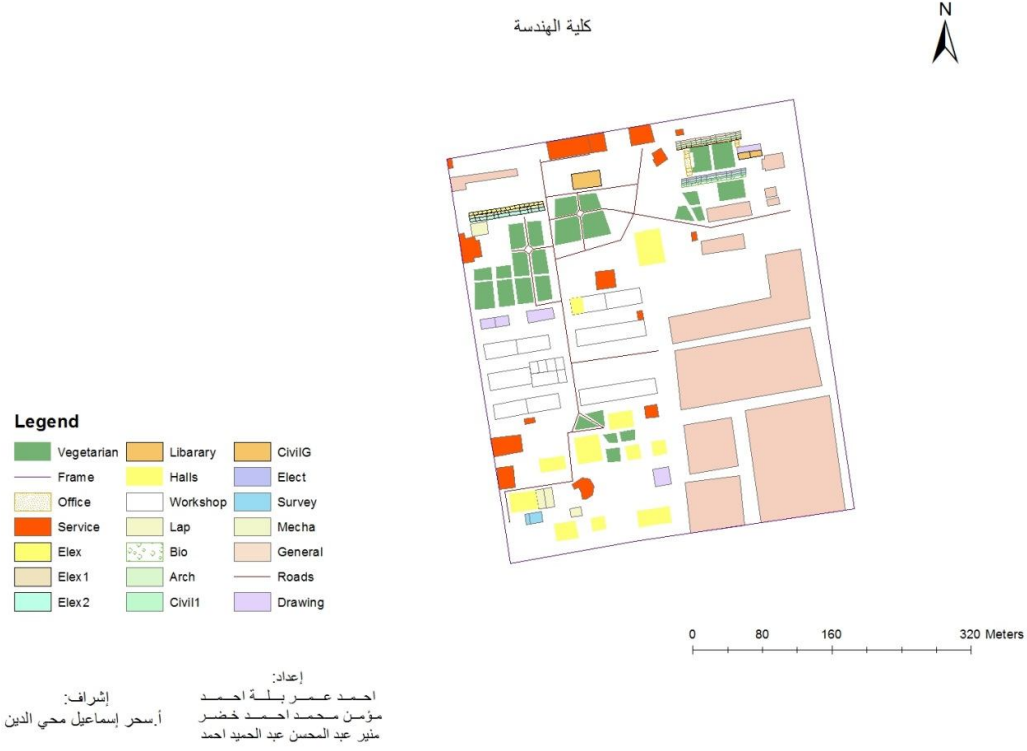 كلية الهندسة
N
Legend
Vegetarian
Frame
Office
Service
Elex
Elex1
Elex2
Libarary
Halls
Workshop
Lap
Bio
Arch
Civil1
CivilG
Elect
Survey
Mecha
General
Roads
Drawing
0 80 160 320 Meters
إعداد:
احمد عمر بلة احمد
مؤمن محمد احمد خضر
منير عبد المحسن عبد الحميد احمد
إشراف:
أ.سحر إسماعيل محي الدين